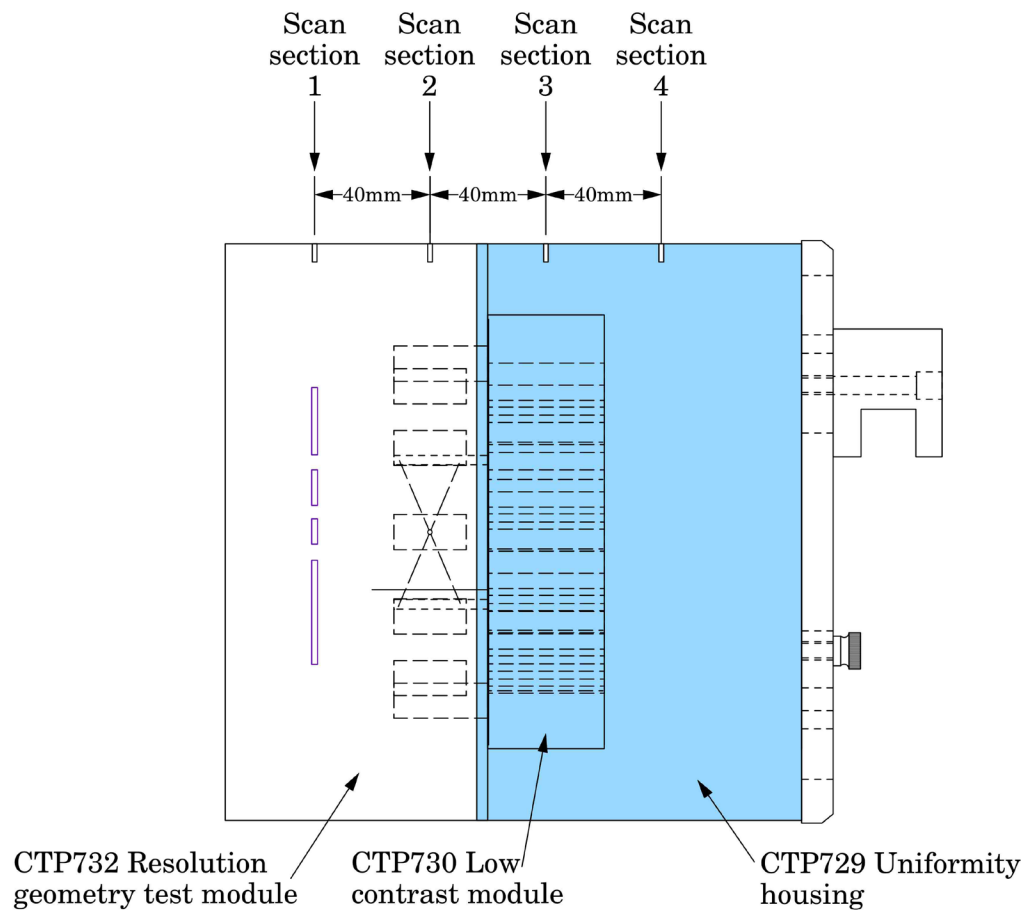 Scan
section
1
Scan
section
2
Scan
section
3
Scan
section
4
40mm
40mm
40mm
CTP732 Resolution
geometry test module
CTP730 Low
contrast module
CTP729 Uniformity
housing